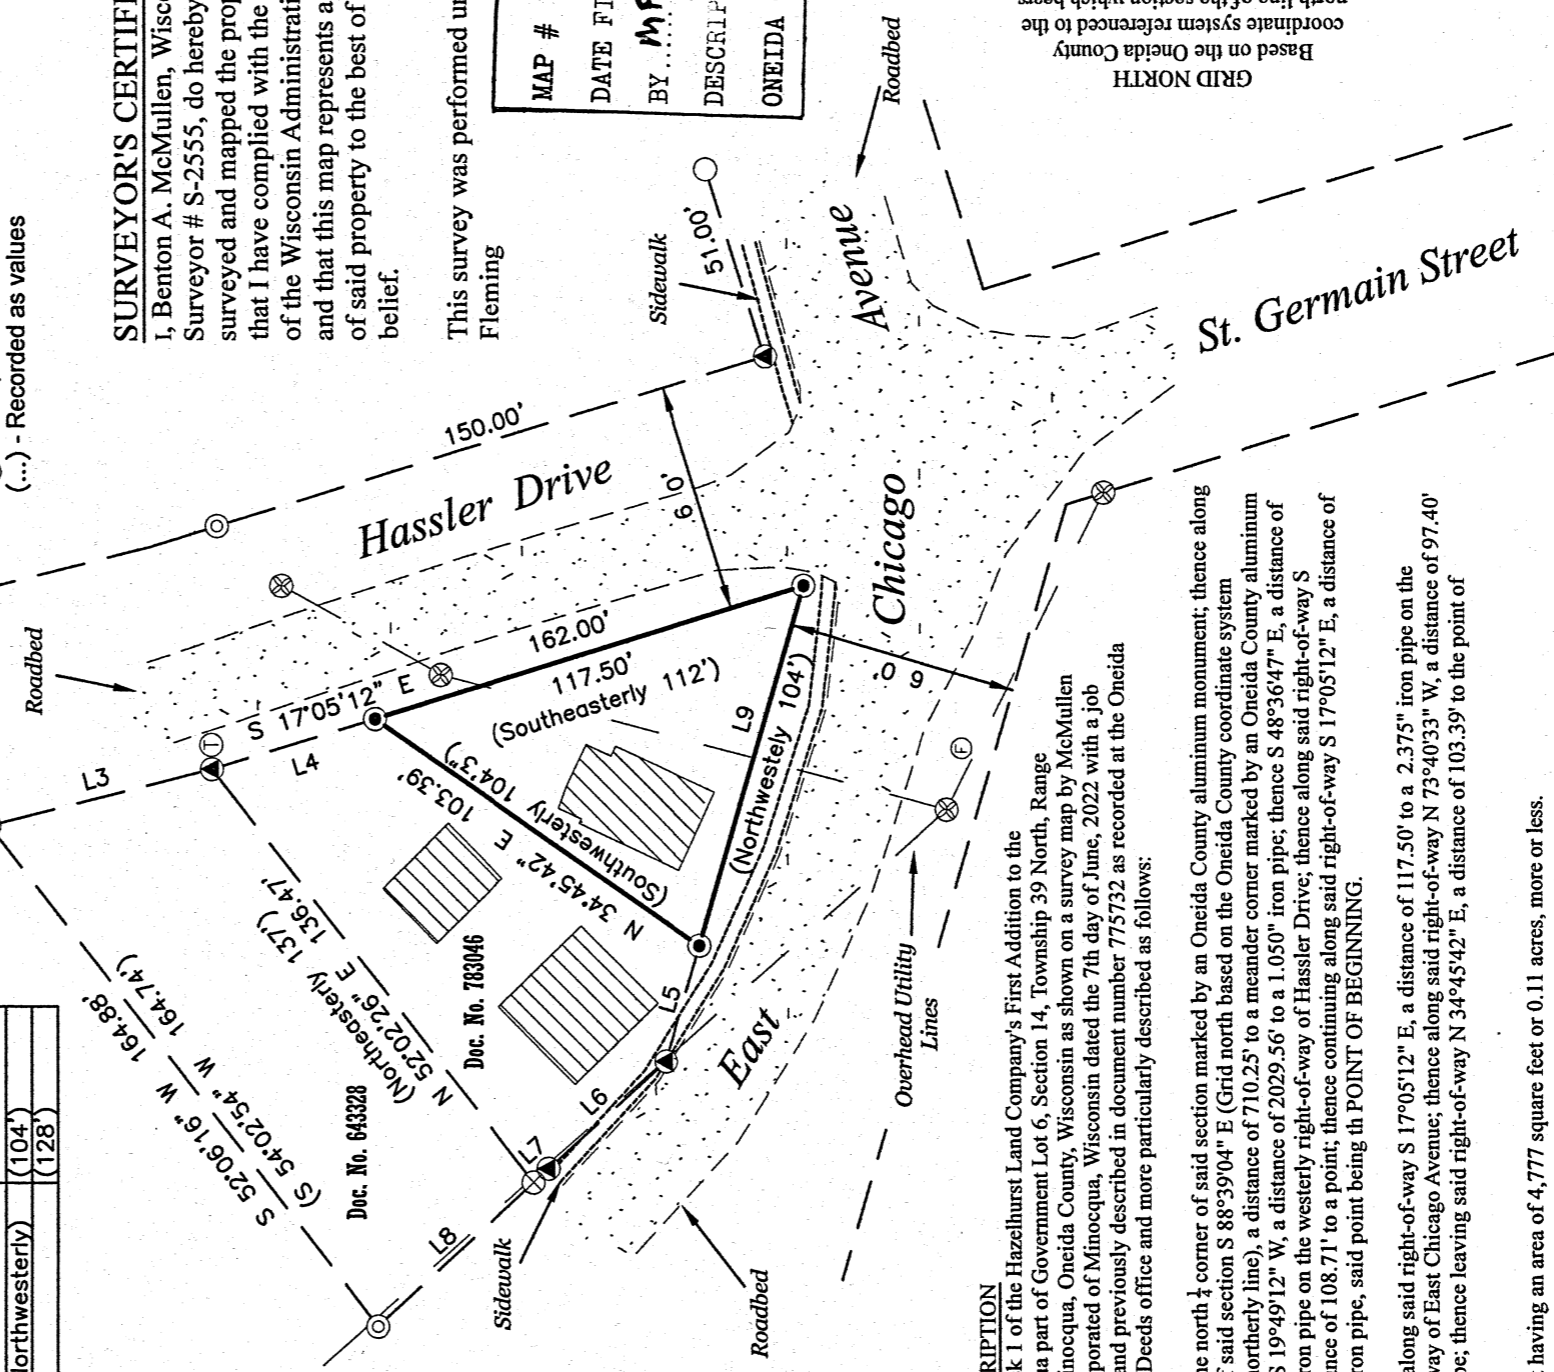 (...) - Recorded as values
SURVEYOR'S CERTIFI
I, Benton A. McMullen, Wisco
Surveyor # S-2555, do hereby
surveyed and mapped the prop
that I have complied with the
of the Wisconsin Administrati
and that this map represents a
of said property to the best of
belief.
This survey was performed un
Fleming
MAP #
DATE FI
BY
DESCRIP
ONEIDA
GRID NORTH
Based on the Oneida County
coordinate system referenced to the
north line of the section which bears
Roadbed
Roadbed
Sidewalk
51.00'
150.00'
Hassler Drive
60'
Avenue
St. Germain Street
Chicago
East
60'
L3
L4
T
S 17°05'12" E
162.00'
117.50'
(Southeasterly 112')
103.39'
(Southwesterly 104'3")
N 34°45'42" E
L9
(Northwestely 104')
L5
L6
L7
L8
F
136.47'
(Northeasterly 137')
N 52°02'26" E
164.88'
164.74')
S 52°06'16" W
(S 54°02'54" W
Doc. No. 783046
Doc. No. 643328
orthwesterly) (104')
(128')
Sidewalk
Roadbed
Overhead Utility
Lines
RIPTION
k 1 of the Hazelhurst Land Company's First Addition to the
ua part of Government Lot 6, Section 14, Township 39 North, Range
inocqua, Oneida County, Wisconsin as shown on a survey map by McMullen
rporated of Minocqua, Wisconsin dated the 7th day of June, 2022 with a job
and previously described in document number 775732 as recorded at the Oneida
Deeds office and more particularly described as follows:
ne north ¼ corner of said section marked by an Oneida County aluminum monument; thence along
f said section S 88°39'04" E (Grid north based on the Oneida County coordinate system
northerly line), a distance of 710.25' to a meander corner marked by an Oneida County aluminum
S 19°49'12" W, a distance of 2029.56' to a 1.050" iron pipe; thence S 48°36'47" E, a distance of
ron pipe on the westerly right-of-way of Hassler Drive; thence along said right-of-way S
nce of 108.71' to a point; thence continuing along said right-of-way S 17°05'12" E, a distance of
ron pipe, said point being th POINT OF BEGINNING.
along said right-of-way S 17°05'12" E, a distance of 117.50' to a 2.375" iron pipe on the
way of East Chicago Avenue; thence along said right-of-way N 73°40'33" W, a distance of 97.40'
pe; thence leaving said right-of-way N 34°45'42" E, a distance of 103.39' to the point of
having an area of 4,777 square feet or 0.11 acres, more or less.